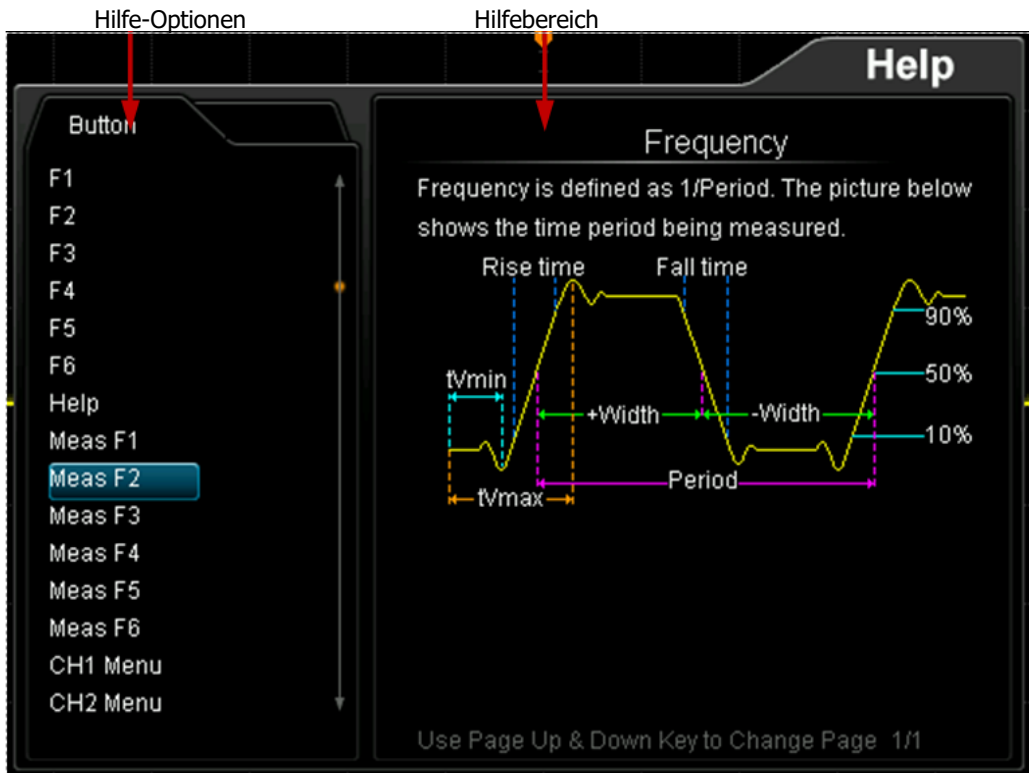 Hilfe-Optionen
Hilfebereich
Help
Button
F1
F2
F3
F4
F5
F6
Help
Meas F1
Meas F2
Meas F3
Meas F4
Meas F5
Meas F6
CH1 Menu
CH2 Menu
Frequency
Frequency is defined as 1/Period. The picture below
shows the time period being measured.
Rise time
Fall time
90%
tVmin
50%
+Width
-Width
10%
Period
tVmax
Use Page Up & Down Key to Change Page 1/1